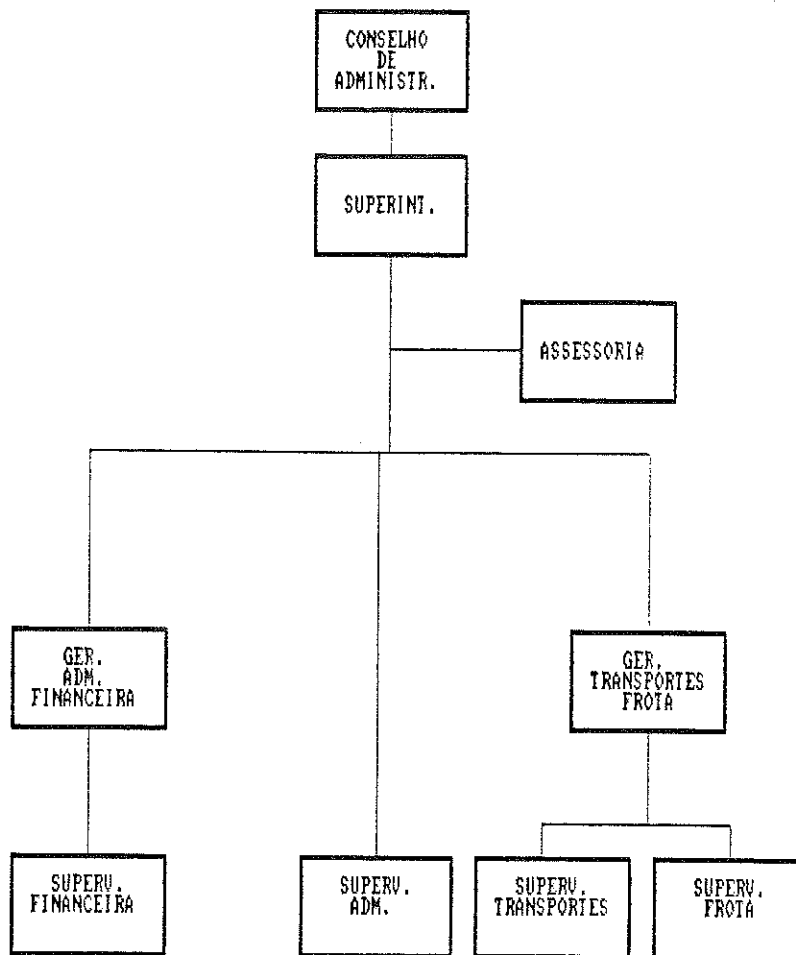 CONSELHO
DE
ADMINISTR.
SUPERINT.
ASSESSORIA
GER.
ADM.
FINANCEIRA
GER.
TRANSPORTES
FROTA
SUPERV.
FINANCEIRA
SUPERV.
ADM.
SUPERV.
TRANSPORTES
SUPERV.
FROTA